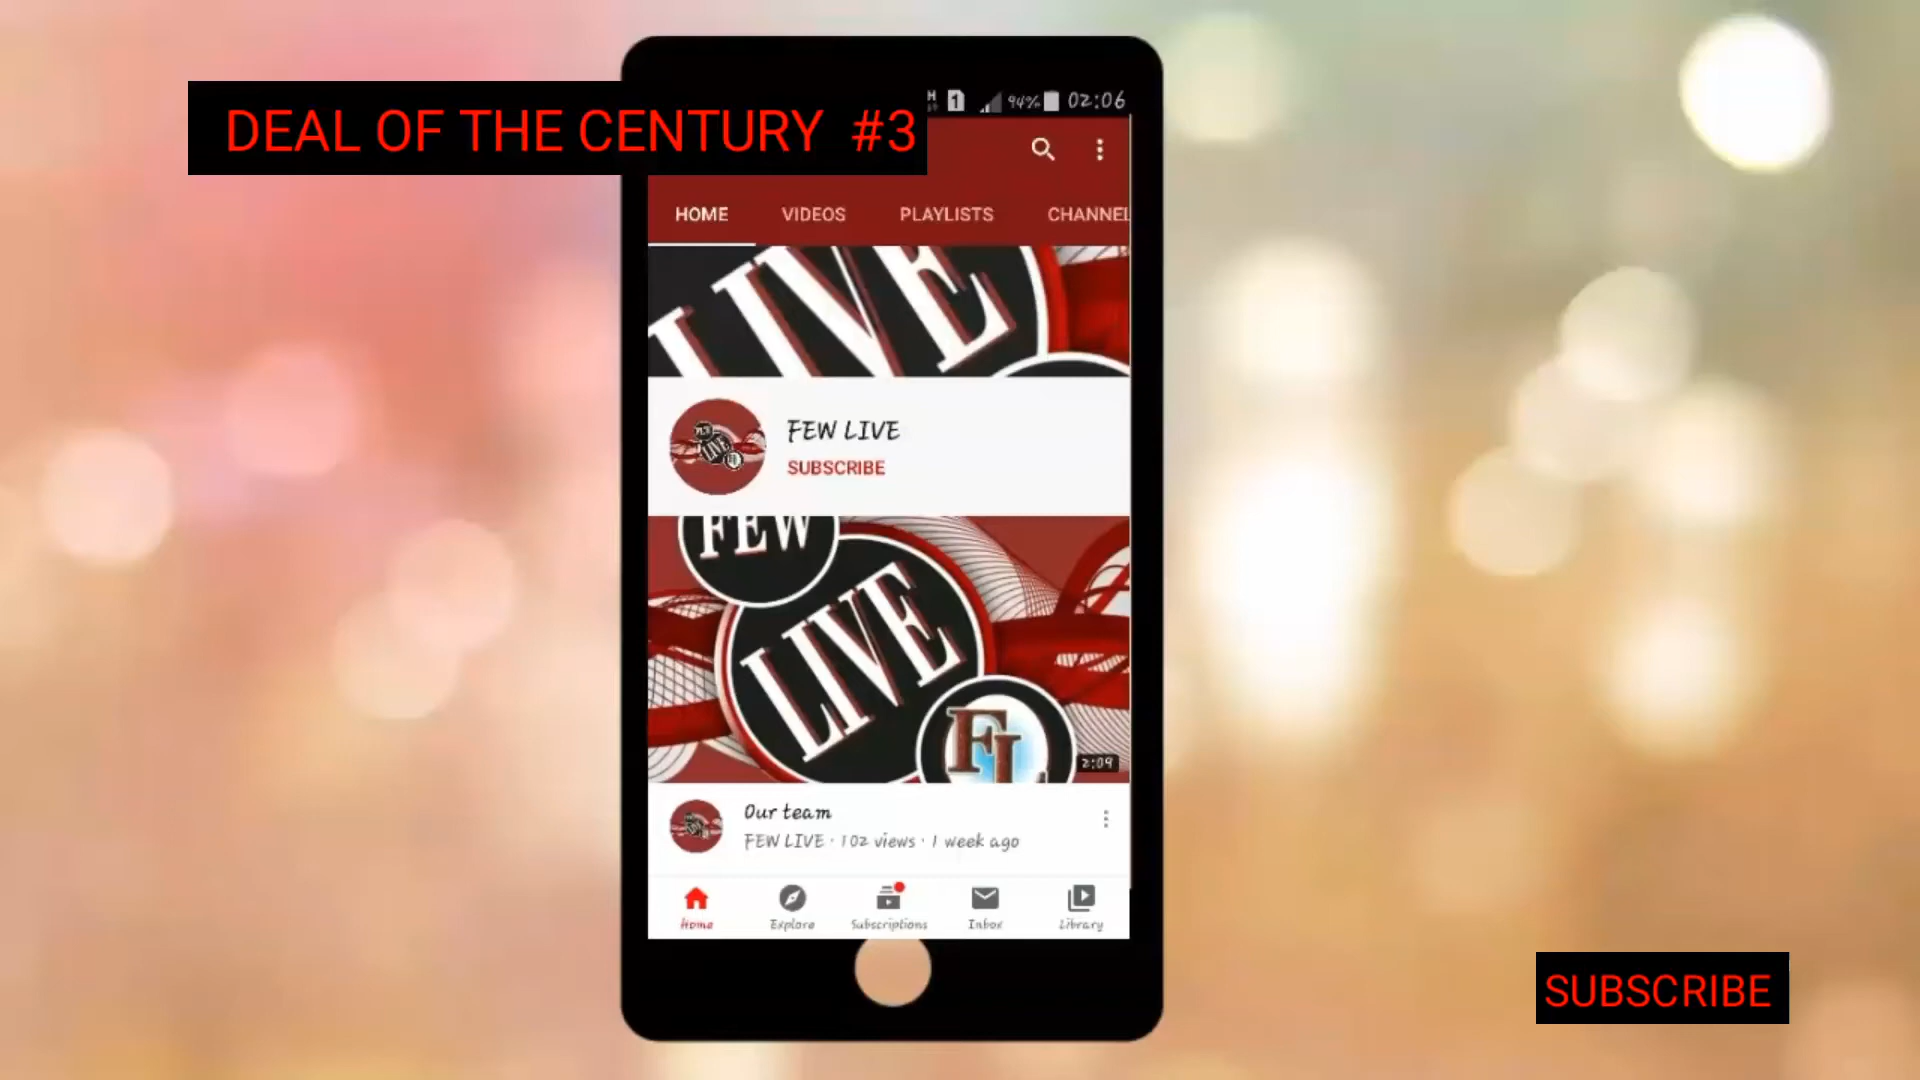 DEAL OF THE CENTURY #3
H 1 94% 02:06
HOME VIDEOS PLAYLISTS CHANNEL
LIVE
FEW LIVE
SUBSCRIBE
FEW
LIVE
FL
2:09
Our team
FEW LIVE · 102 views · 1 week ago
Home Explore Subscriptions Inbox Library
SUBSCRIBE